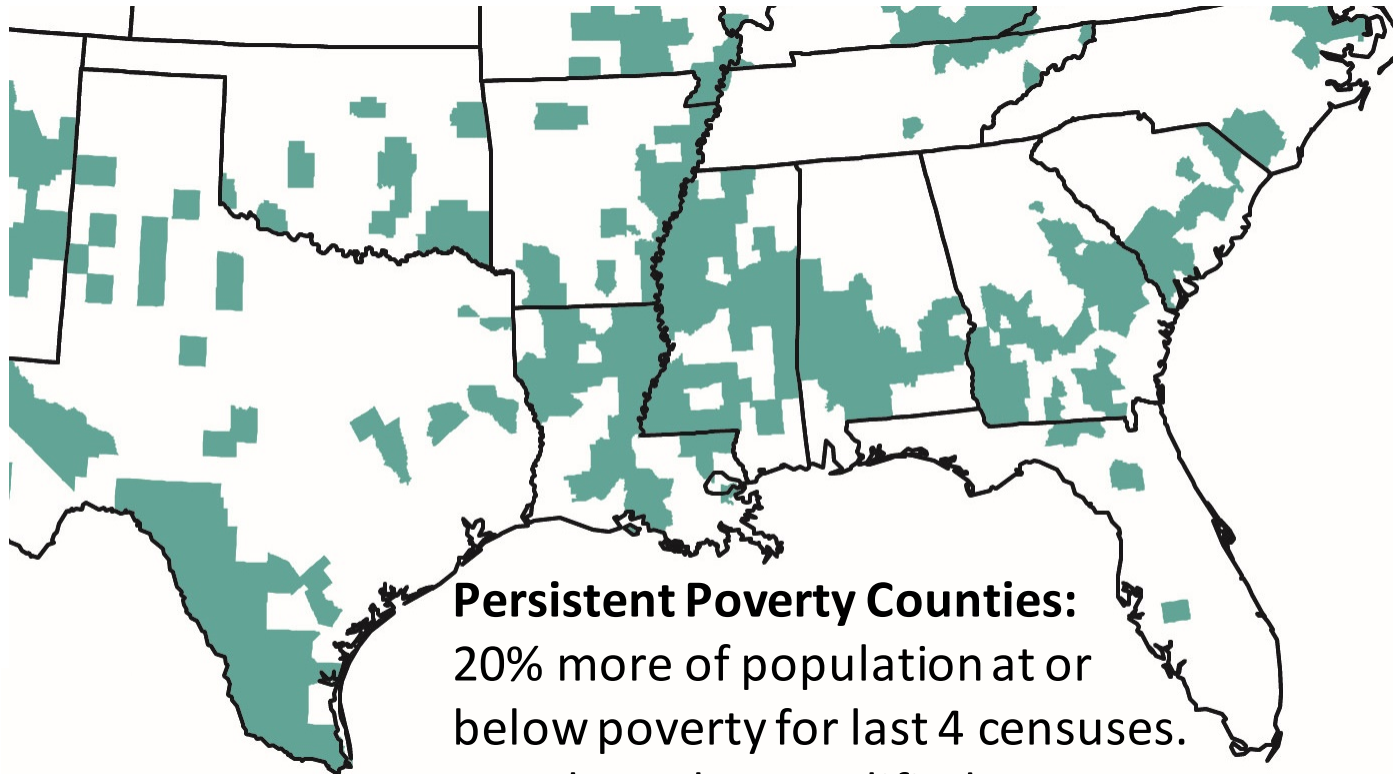 Persistent Poverty Counties:
20% more of population at or
below poverty for last 4 censuses.